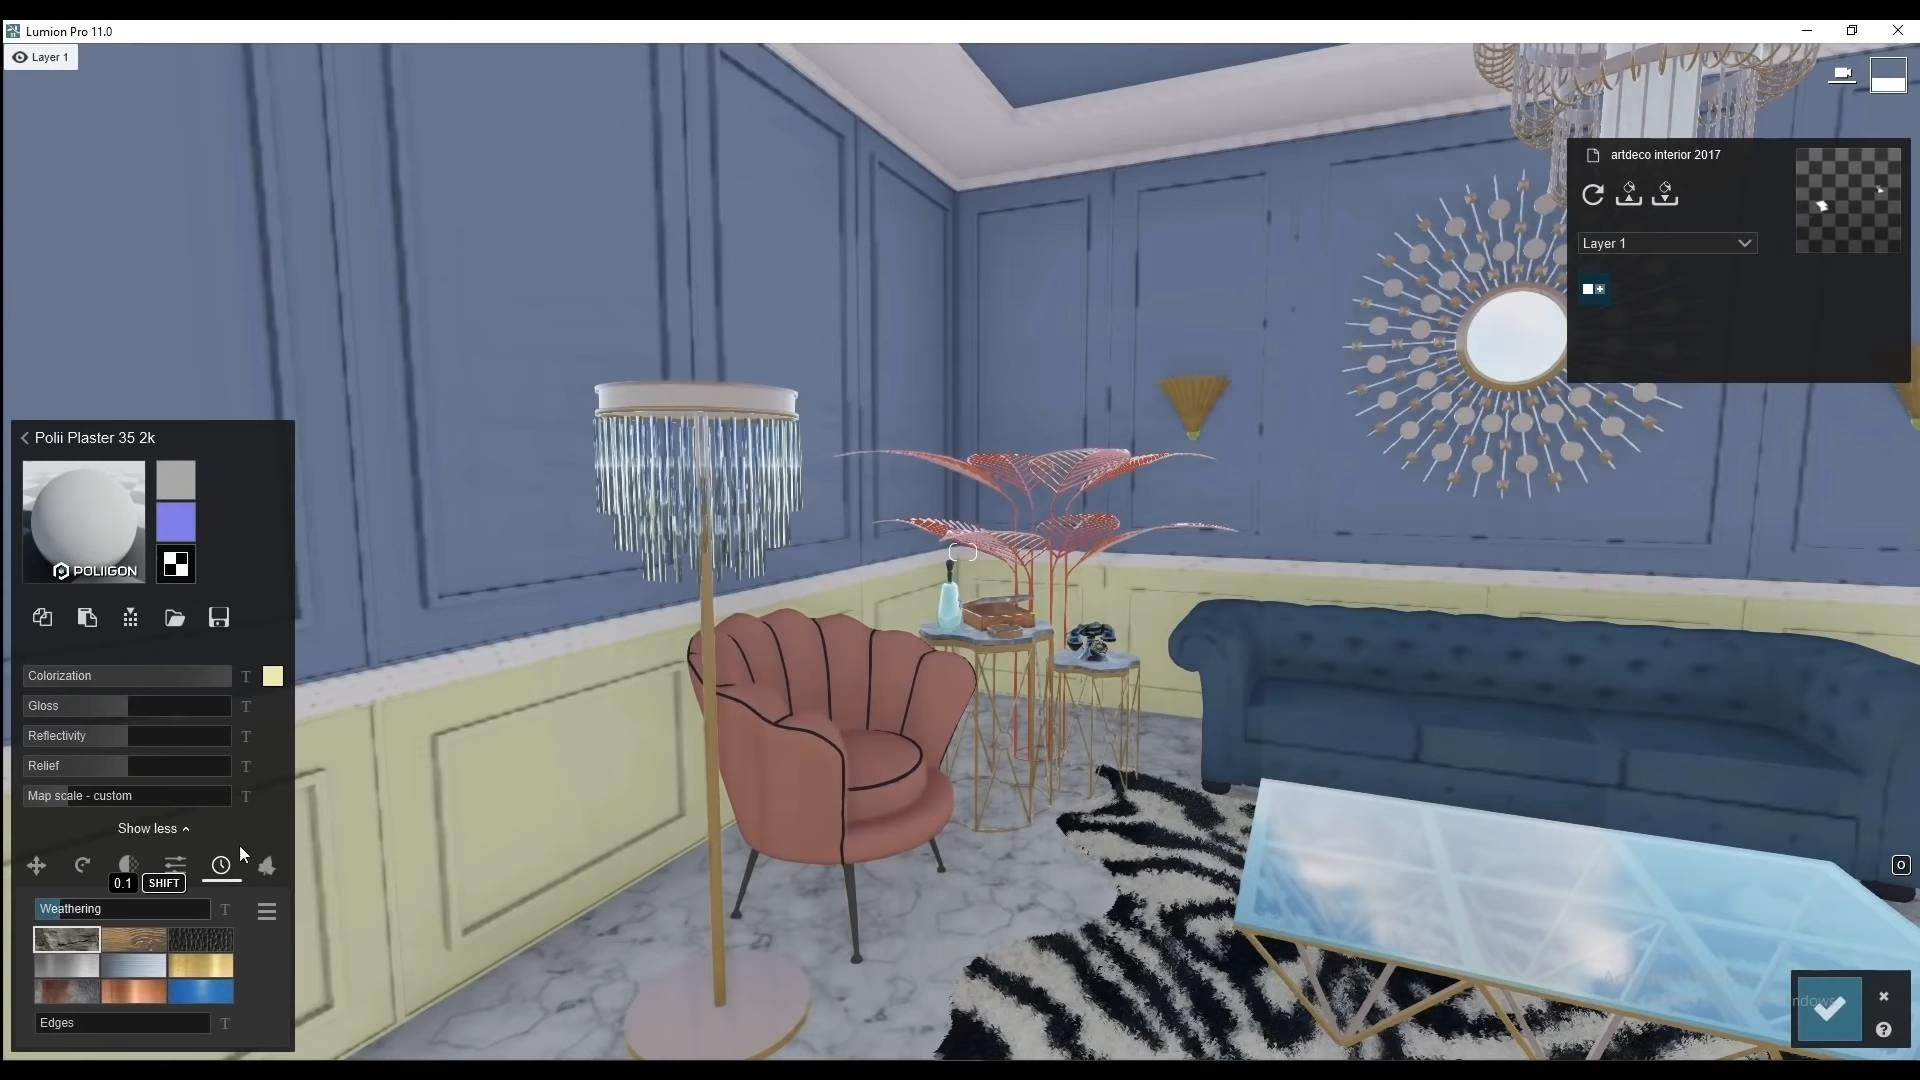 Lumion Pro 11.0
Layer 1
artdeco interior 2017
Layer 1
Polii Plaster 35 2k
POLIIGON
Colorization T
Gloss T
Reflectivity T
Relief T
Map scale - custom T
Show less
0.1 SHIFT
Weathering T
Edges T
O